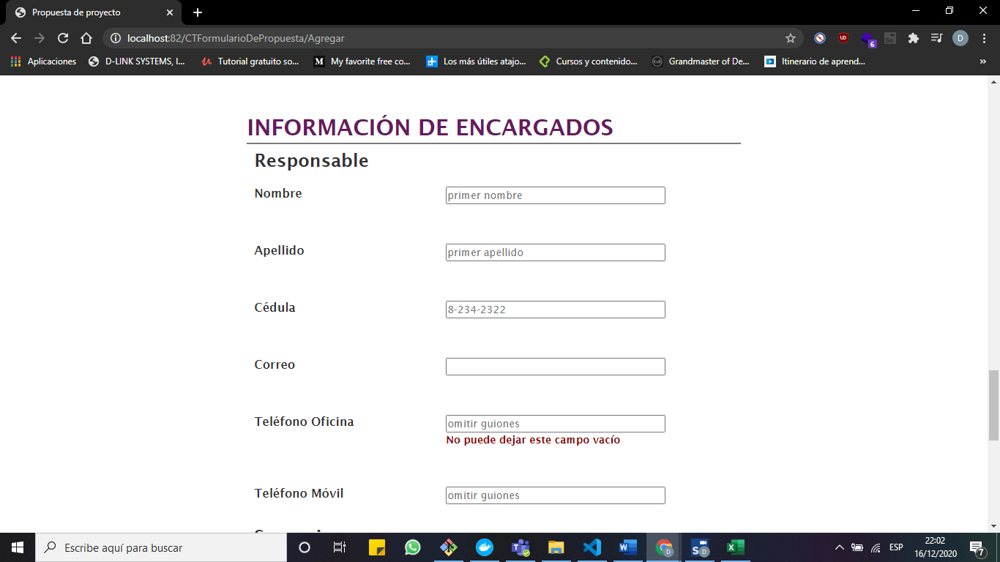 Propuesta de proyecto
localhost:82/CTFormularioDePropuesta/Agregar
D
Aplicaciones D-LINK SYSTEMS, I... Tutorial gratuito so... My favorite free co... Los más útiles atajo... Cursos y contenido... Grandmaster of De... Itinerario de aprend... »
INFORMACIÓN DE ENCARGADOS
Responsable
Nombre primer nombre
Apellido primer apellido
Cédula 8-234-2322
Correo
Teléfono Oficina omitir guiones
No puede dejar este campo vacío
Teléfono Móvil omitir guiones
Escribe aquí para buscar
ESP
22:02
16/12/2020
7